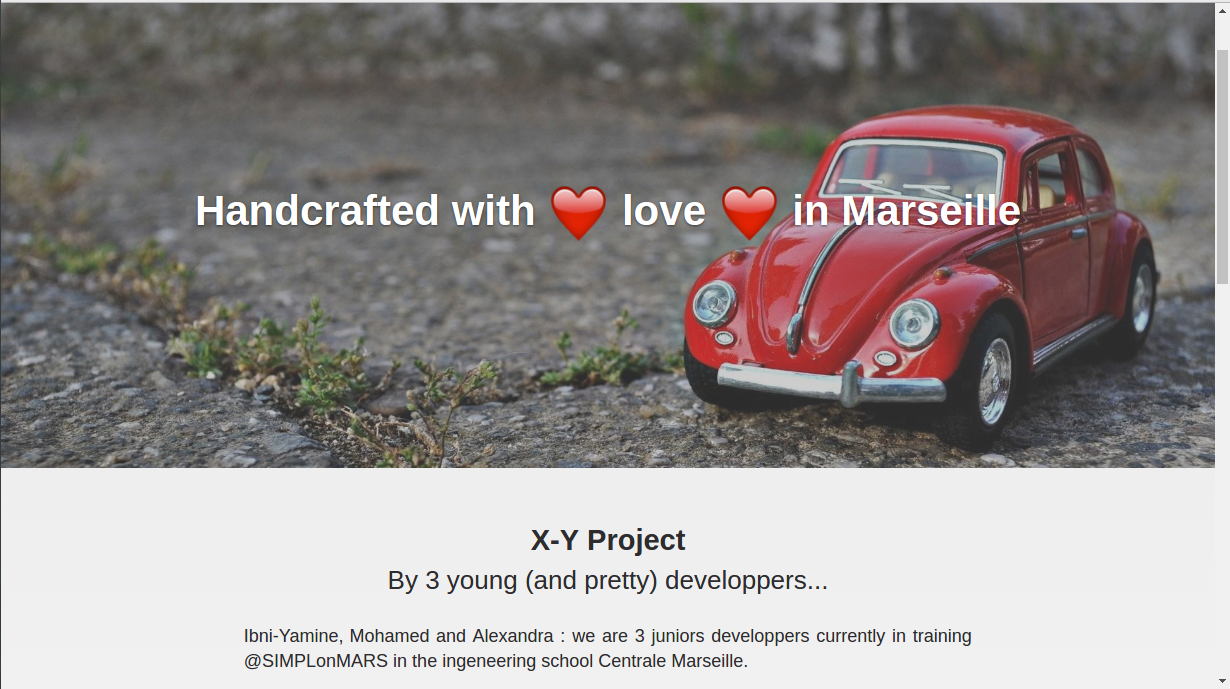 Handcrafted with ❤ love ❤ in Marseille
X-Y Project
By 3 young (and pretty) developpers...
Ibni-Yamine, Mohamed and Alexandra : we are 3 juniors developpers currently in training
@SIMPLonMARS in the ingeneering school Centrale Marseille.